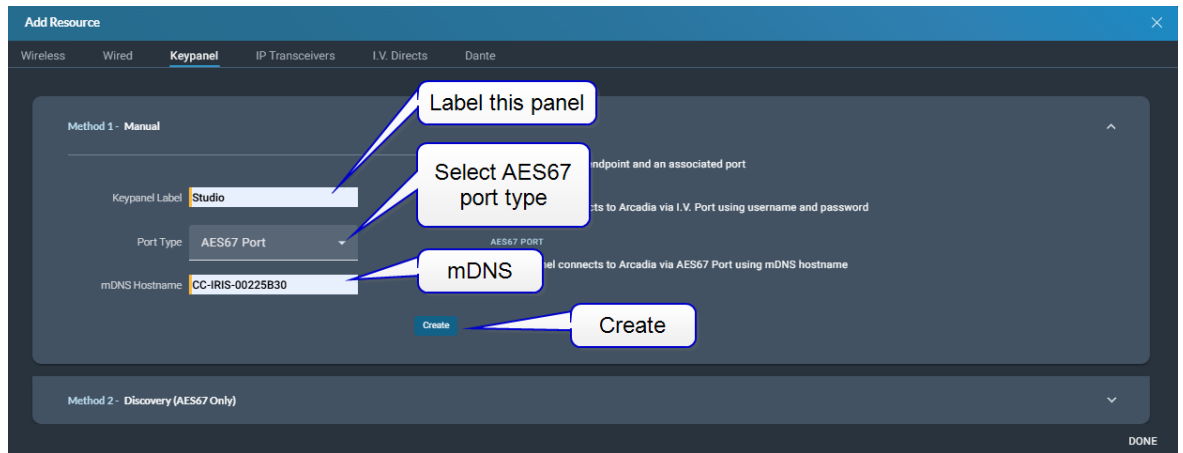 Add Resource
Wireless Wired Keypanel IP Transceivers I.V. Directs Dante
Label this panel
Method 1 - Manual
Select AES67
port type
endpoint and an associated port
Keypanel Label Studio
to Arcadia via I.V. Port using username and password
Port Type AES67 Port
AES67 PORT
mDNS
connects to Arcadia via AES67 Port using mDNS hostname
mDNS Hostname CC-IRIS-00225B30
Create
Create
Method 2 - Discovery (AES67 Only)
DONE